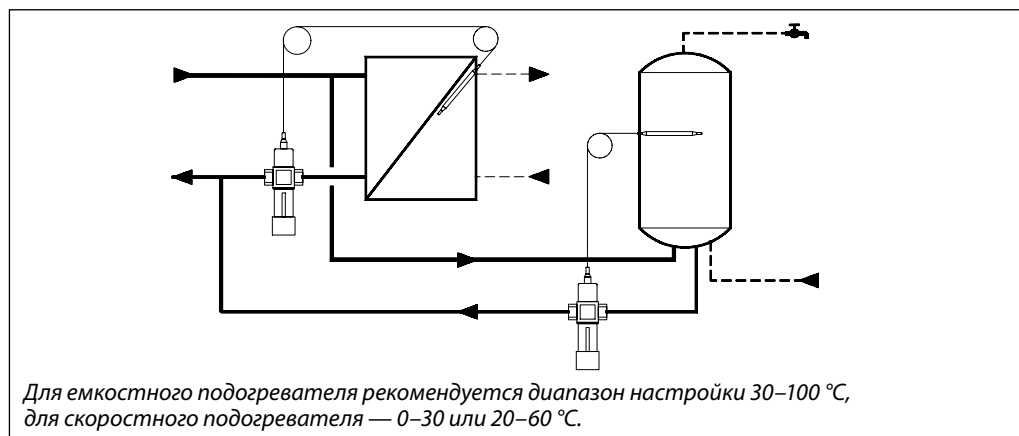 Для емкостного подогревателя рекомендуется диапазон настройки 30–100 °С,
для скоростного подогревателя — 0–30 или 20–60 °С.